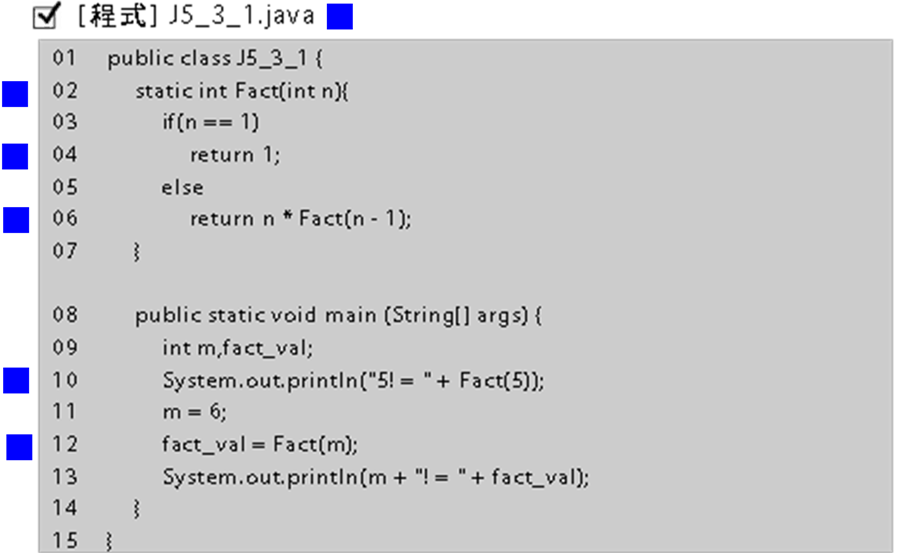 [程式] J5_3_1.java
01 public class J5_3_1 {
02 static int Fact(int n){
03 if(n == 1)
04 return 1;
05 else
06 return n * Fact(n - 1);
07 }
08 public static void main (String[] args) {
09 int m,fact_val;
10 System.out.println("5! = " + Fact(5));
11 m = 6;
12 fact_val = Fact(m);
13 System.out.println(m + "! = " + fact_val);
14 }
15 }